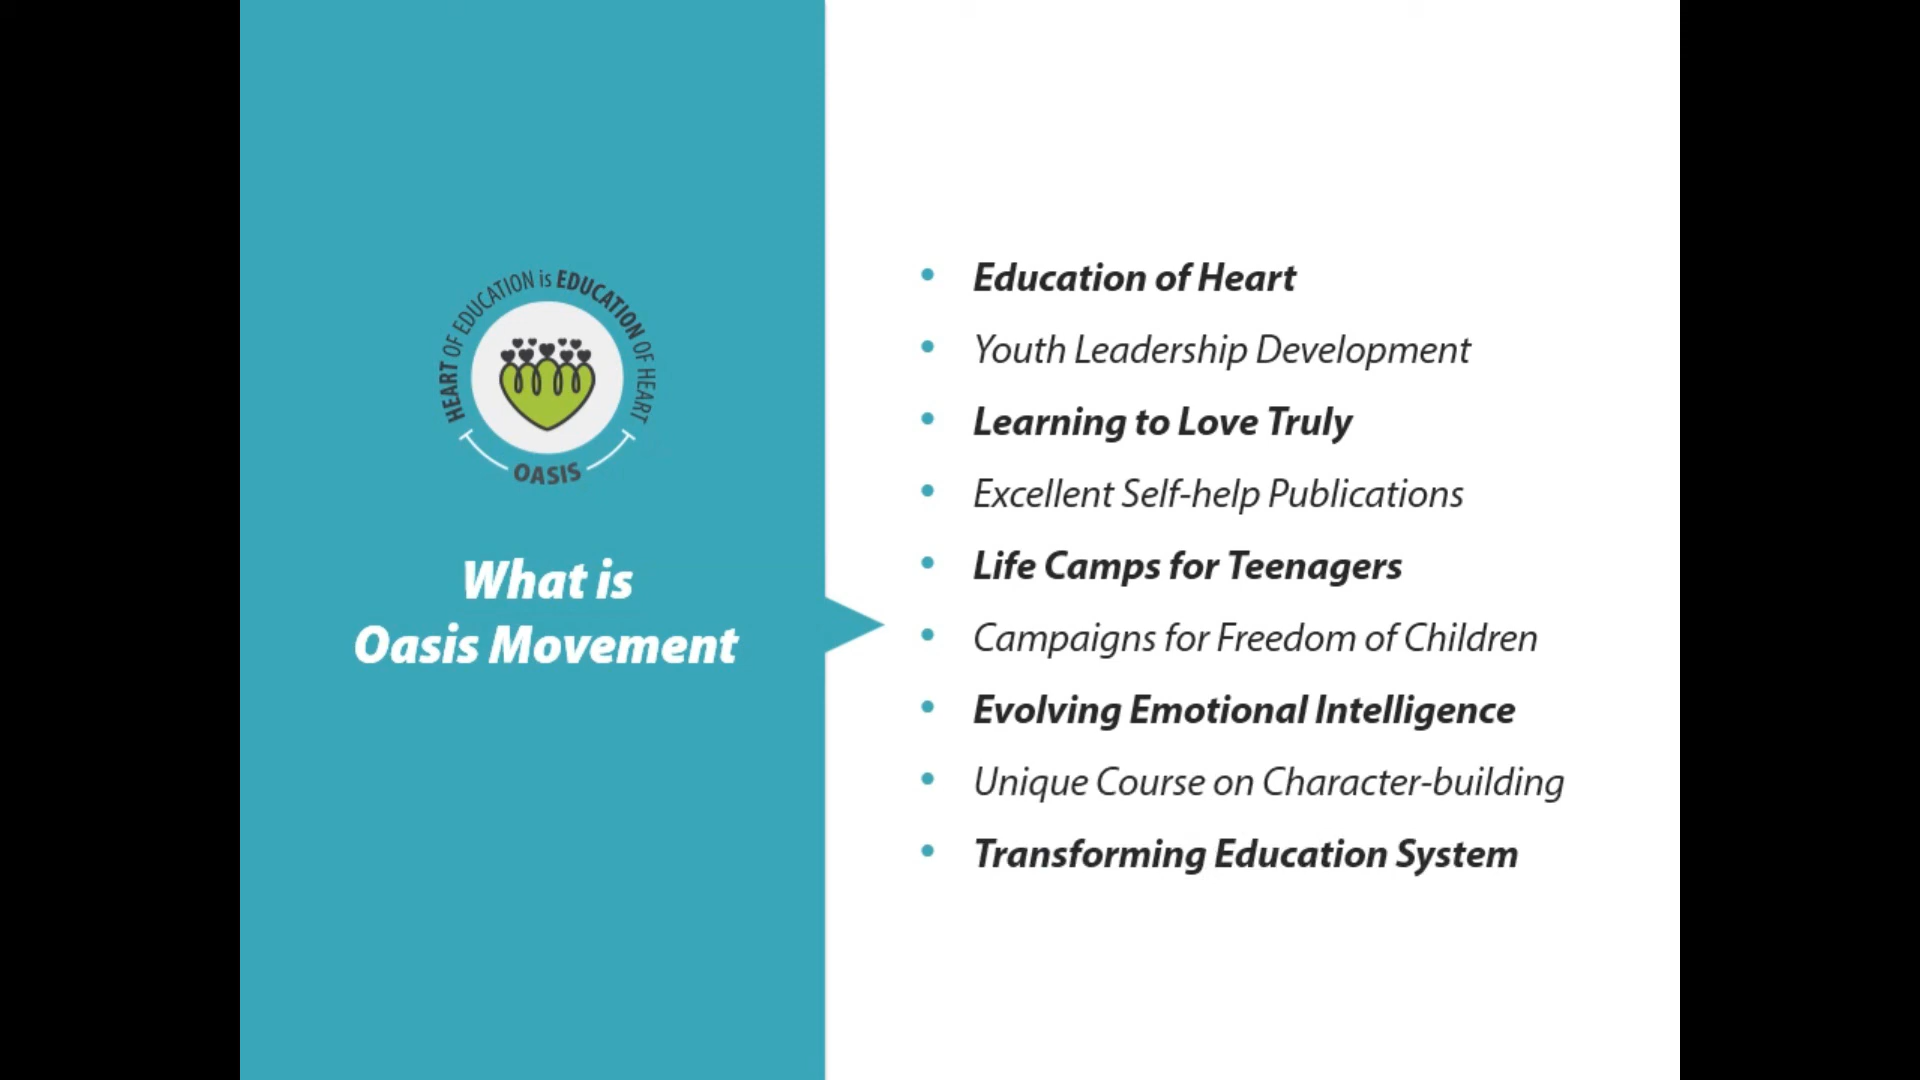 HEART OF EDUCATION is EDUCATION OF HEART
OASIS
What is
Oasis Movement
• Education of Heart
• Youth Leadership Development
• Learning to Love Truly
• Excellent Self-help Publications
• Life Camps for Teenagers
• Campaigns for Freedom of Children
• Evolving Emotional Intelligence
• Unique Course on Character-building
• Transforming Education System